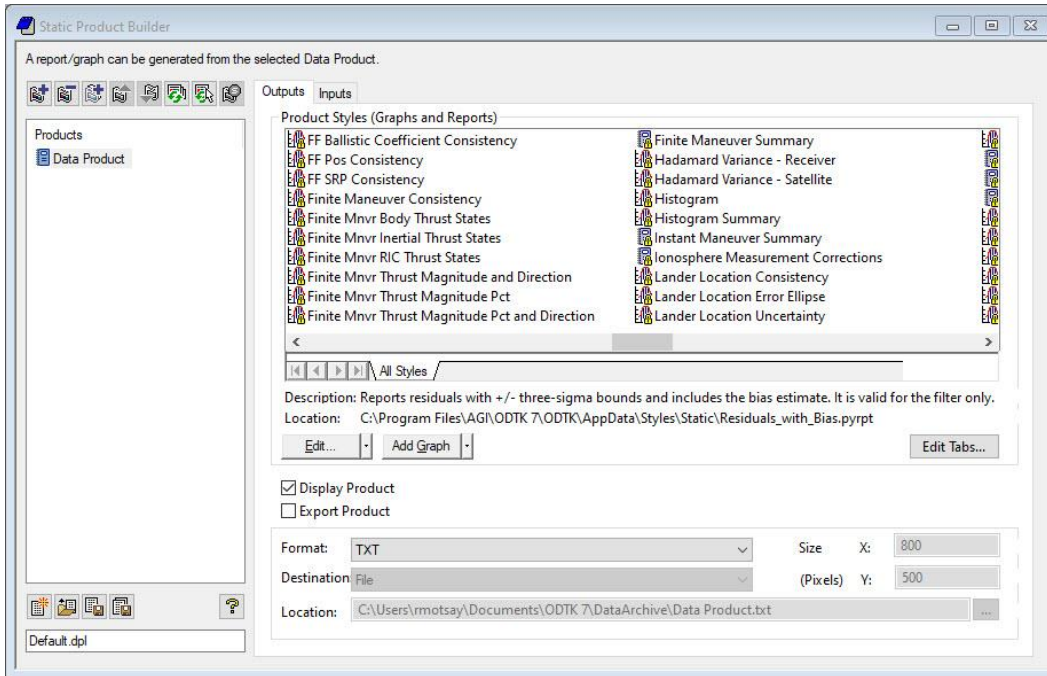 Static Product Builder
A report/graph can be generated from the selected Data Product.
Outputs Inputs
Products
Data Product
Product Styles (Graphs and Reports)
FF Ballistic Coefficient Consistency
FF Pos Consistency
FF SRP Consistency
Finite Maneuver Consistency
Finite Mnvr Body Thrust States
Finite Mnvr Inertial Thrust States
Finite Mnvr RIC Thrust States
Finite Mnvr Thrust Magnitude and Direction
Finite Mnvr Thrust Magnitude Pct
Finite Mnvr Thrust Magnitude Pct and Direction
Finite Maneuver Summary
Hadamard Variance - Receiver
Hadamard Variance - Satellite
Histogram
Histogram Summary
Instant Maneuver Summary
Ionosphere Measurement Corrections
Lander Location Consistency
Lander Location Error Ellipse
Lander Location Uncertainty
All Styles
Description: Reports residuals with +/- three-sigma bounds and includes the bias estimate. It is valid for the filter only.
Location: C:\Program Files\AGI\ODTK 7\ODTK\AppData\Styles\Static\Residuals_with_Bias.pyrpt
Edit... Add Graph Edit Tabs...
Display Product
Export Product
Format: TXT Size X: 800
Destination: File (Pixels) Y: 500
Location: C:\Users\rmotsay\Documents\ODTK 7\DataArchive\Data Product.txt ...
Default.dpl